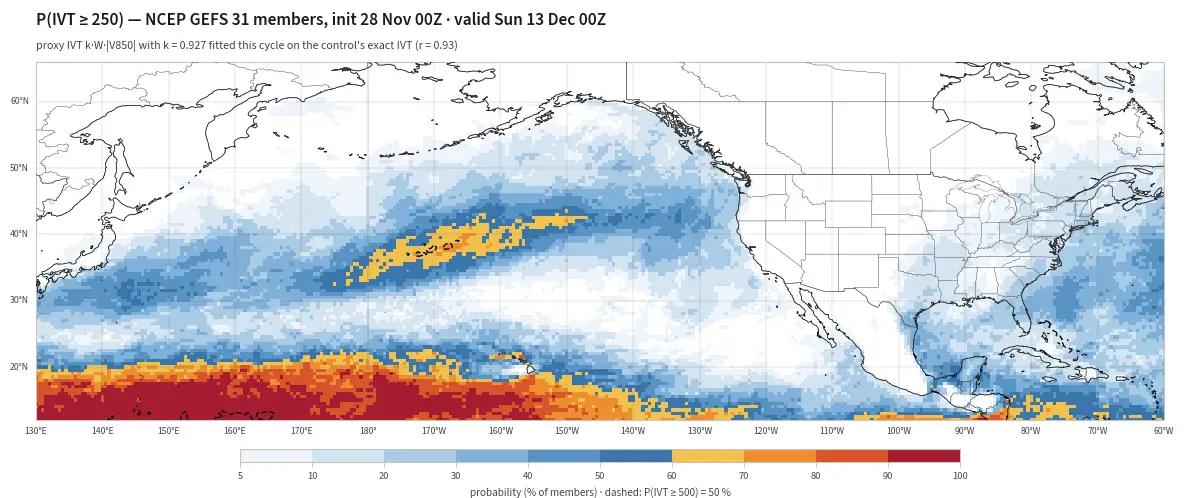 P(IVT ≥ 250) — NCEP GEFS 31 members, init 28 Nov 00Z · valid Sun 13 Dec 00Z
proxy IVT k·W·|V850| with k = 0.927 fitted this cycle on the control's exact IVT (r = 0.93)
60°N
50°N
40°N
30°N
20°N
130°E 140°E 150°E 160°E 170°E 180° 170°W 160°W 150°W 140°W 130°W 120°W 110°W 100°W 90°W 80°W 70°W 60°W
5 10 20 30 40 50 60 70 80 90 100
probability (% of members) · dashed: P(IVT ≥ 500) = 50 %